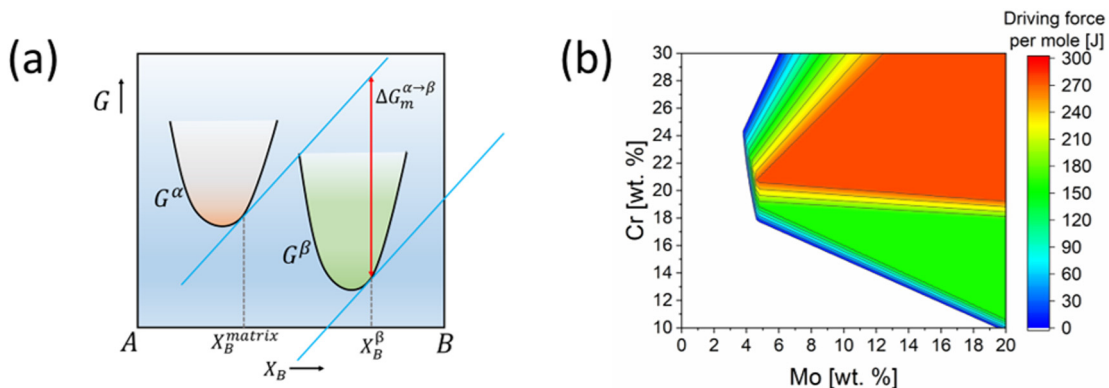 (a)
G ↑
G^α
G^β
ΔG_m^{α→β}
A
X_B^{matrix}
X_B^β
B
X_B →
(b)
Cr [wt. %]
30
28
26
24
22
20
18
16
14
12
10
0 2 4 6 8 10 12 14 16 18 20
Mo [wt. %]
Driving force
per mole [J]
300
270
240
210
180
150
120
90
60
30
0